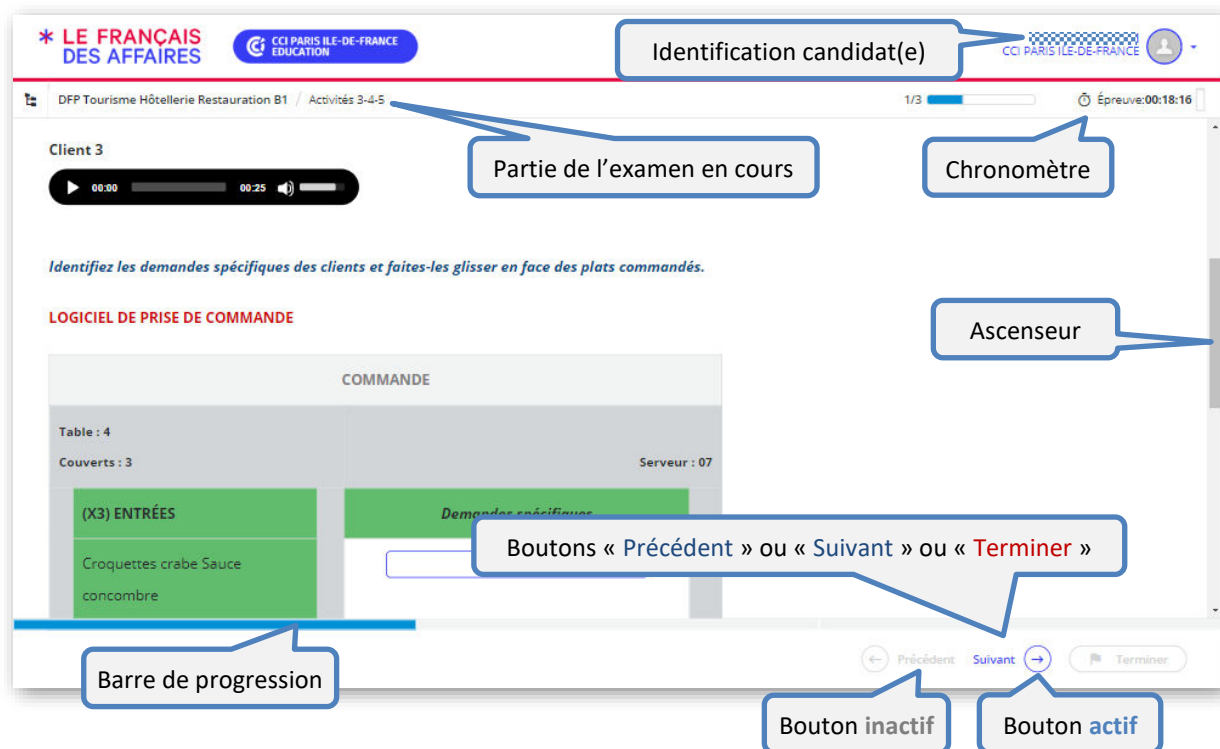 * LE FRANÇAIS
DES AFFAIRES
CCI PARIS ILE-DE-FRANCE
EDUCATION
Identification candidat(e)
CCI PARIS ILE-DE-FRANCE
DFP Tourisme Hôtellerie Restauration B1 / Activités 3-4-5
1/3
Épreuve:00:18:16
Client 3
Partie de l'examen en cours
Chronomètre
00:00
00:25
Identifiez les demandes spécifiques des clients et faites-les glisser en face des plats commandés.
LOGICIEL DE PRISE DE COMMANDE
Ascenseur
COMMANDE
Table : 4
Couverts : 3
Serveur : 07
(X3) ENTRÉES
Demandes spécifiques
Boutons « Précédent » ou « Suivant » ou « Terminer »
Croquettes crabe Sauce
concombre
Barre de progression
Précédent
Suivant
Terminer
Bouton inactif
Bouton actif